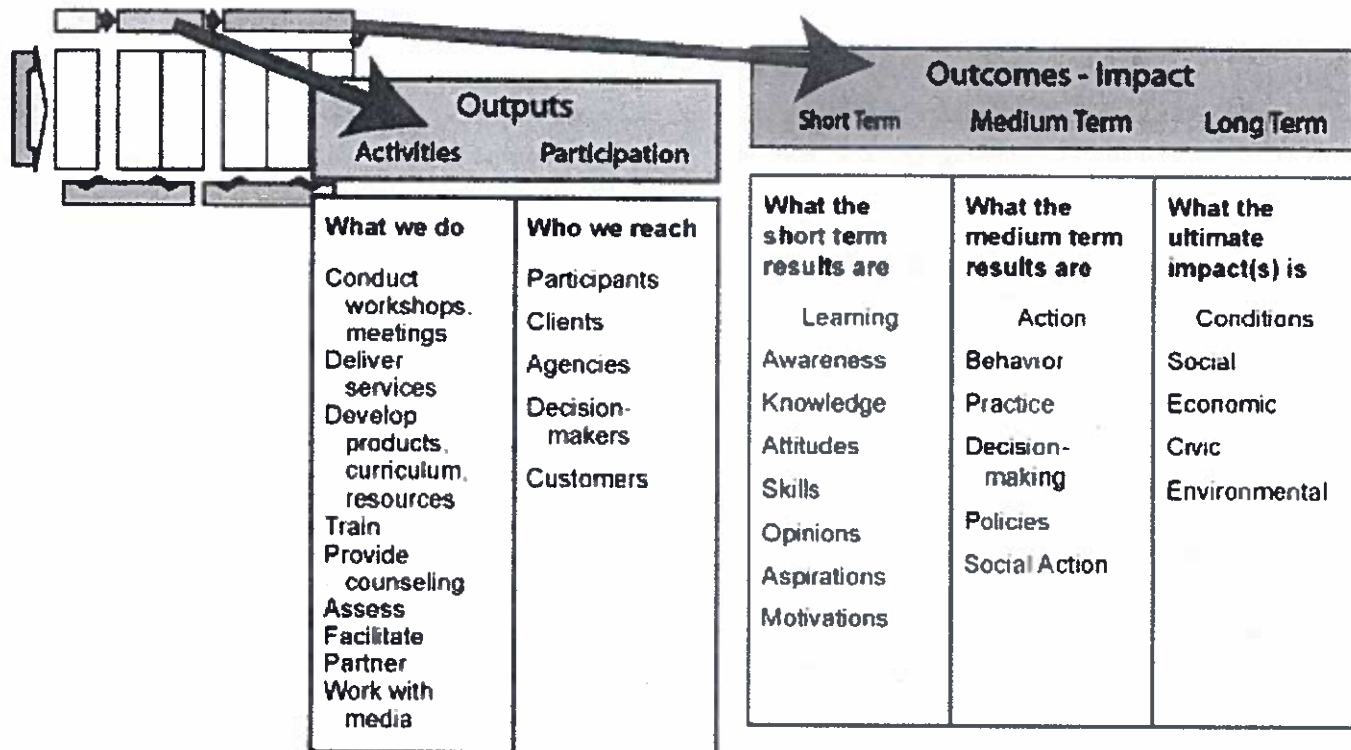 Outputs
Activities
Participation
What we do
Conduct
workshops,
meetings
Deliver
services
Develop
products,
curriculum,
resources
Train
Provide
counseling
Assess
Facilitate
Partner
Work with
media
Who we reach
Participants
Clients
Agencies
Decision-
makers
Customers
Outcomes - Impact
Short Term
Medium Term
Long Term
What the
short term
results are
Learning
Awareness
Knowledge
Attitudes
Skills
Opinions
Aspirations
Motivations
What the
medium term
results are
Action
Behavior
Practice
Decision-
making
Policies
Social Action
What the
ultimate
impact(s) is
Conditions
Social
Economic
Civic
Environmental